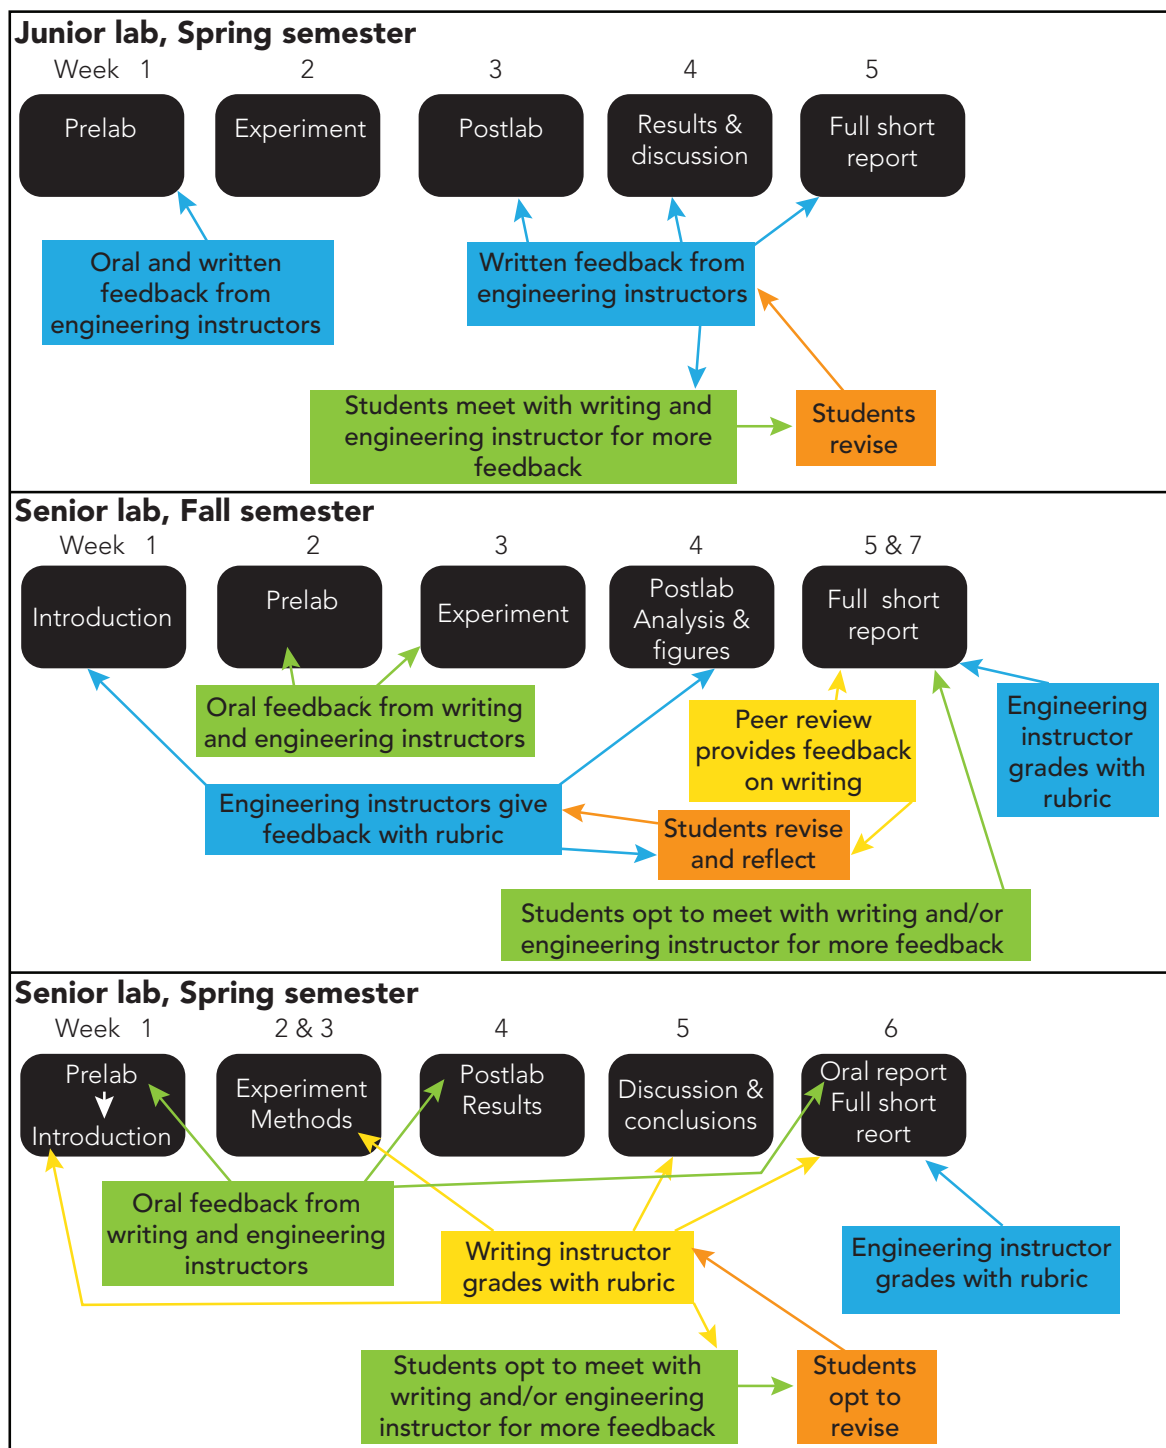 Junior lab, Spring semester
Week 1 2 3 4 5
Prelab
Experiment
Postlab
Results &
discussion
Full short
report
Oral and written
feedback from
engineering instructors
Written feedback from
engineering instructors
Students meet with writing and
engineering instructor for more
feedback
Students
revise
Senior lab, Fall semester
Week 1 2 3 4 5 & 7
Introduction
Prelab
Experiment
Postlab
Analysis &
figures
Full short
report
Oral feedback from writing
and engineering instructors
Peer review
provides feedback
on writing
Engineering
instructor
grades with
rubric
Engineering instructors give
feedback with rubric
Students revise
and reflect
Students opt to meet with writing and/or
engineering instructor for more feedback
Senior lab, Spring semester
Week 1 2 & 3 4 5 6
Prelab
Introduction
Experiment
Methods
Postlab
Results
Discussion &
conclusions
Oral report
Full short
reort
Oral feedback from
writing and engineering
instructors
Writing instructor
grades with rubric
Engineering instructor
grades with rubric
Students opt to meet with
writing and/or engineering
instructor for more feedback
Students
opt to
revise